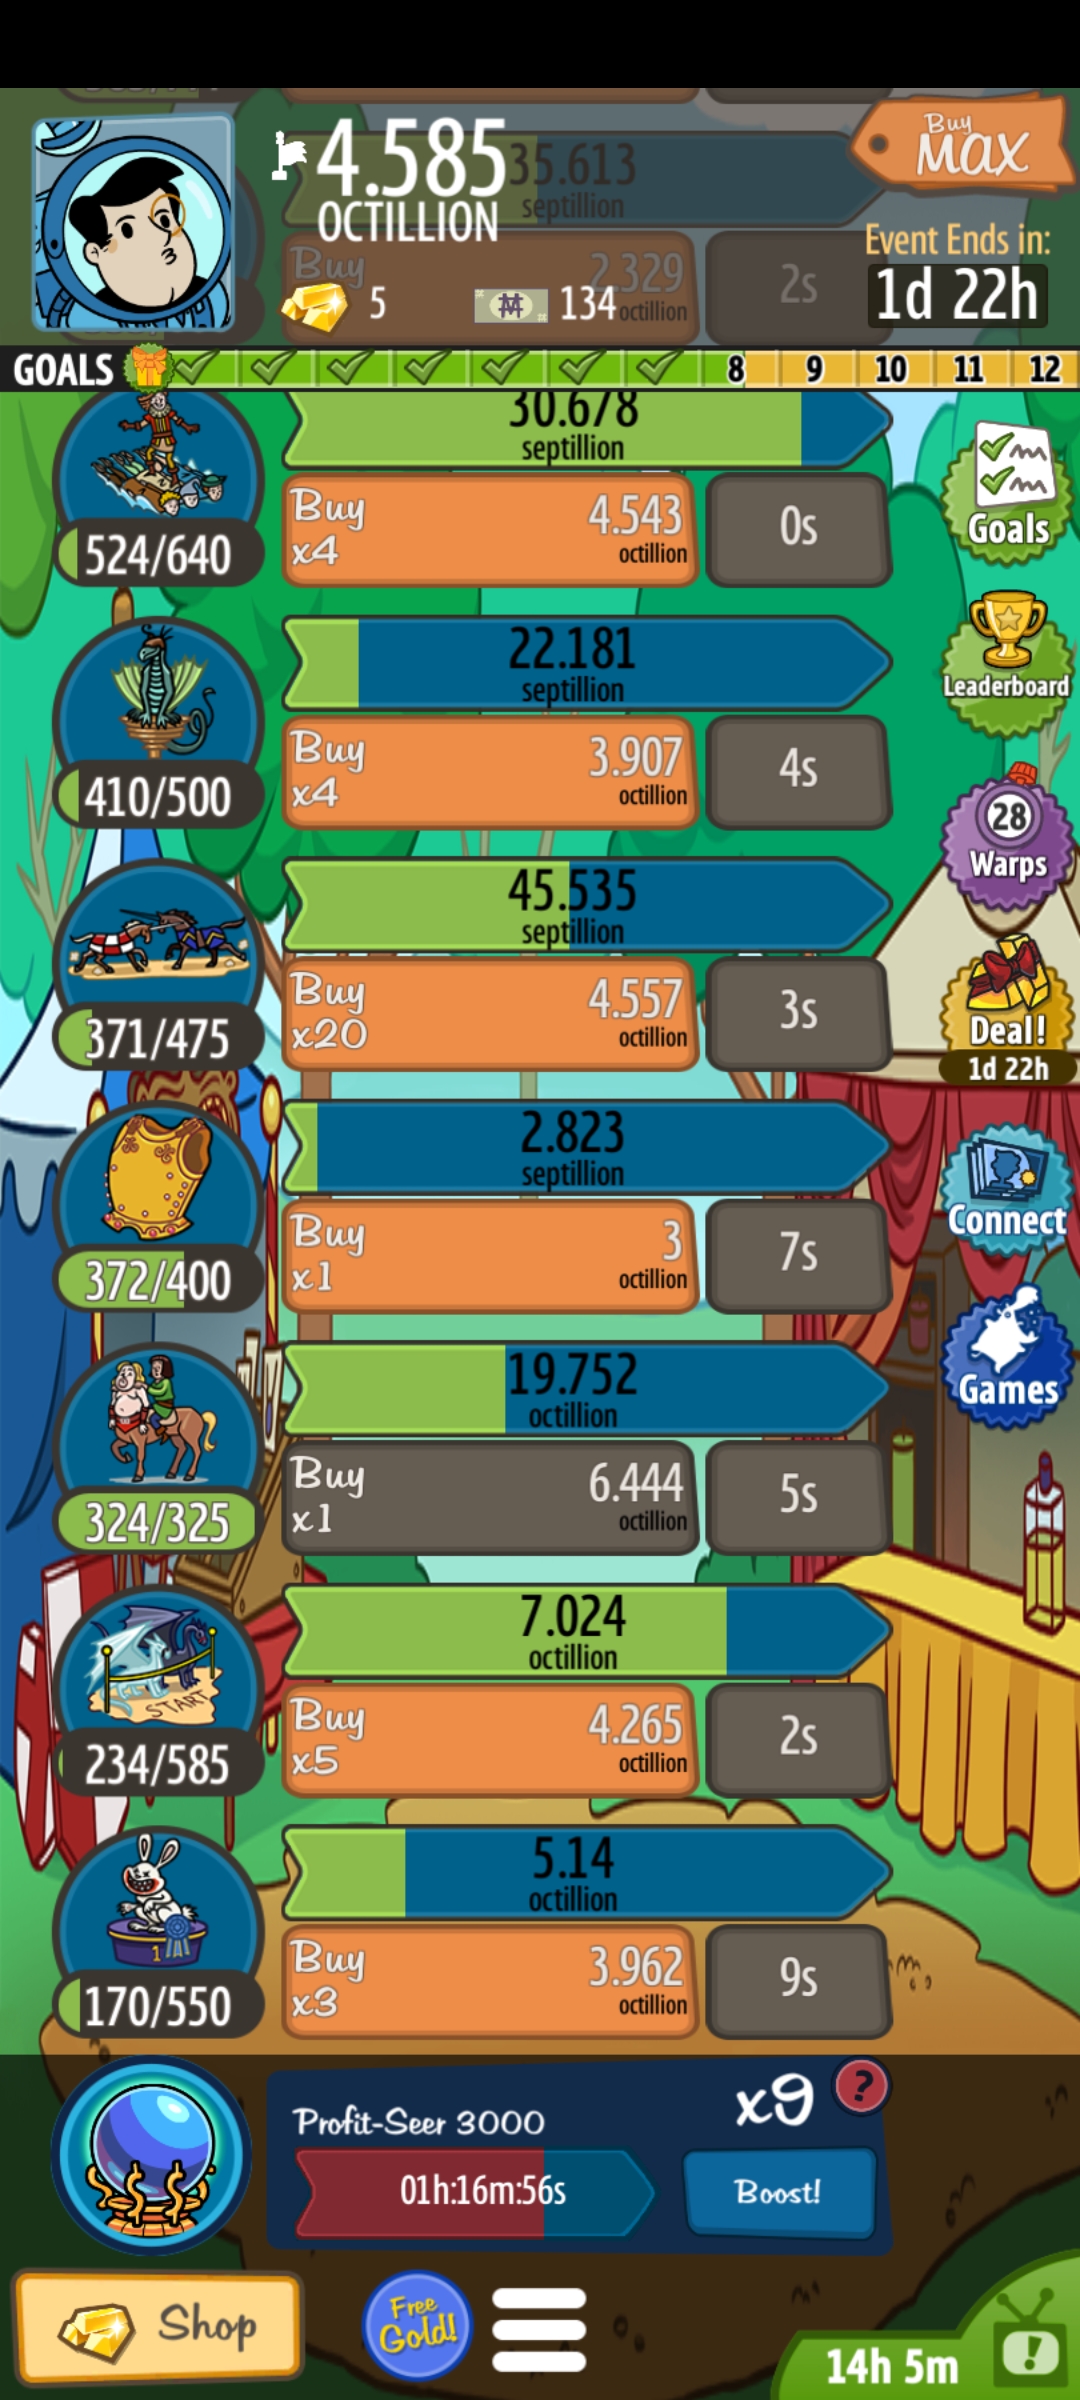 4.585
OCTILLION
35.613
septillion
Buy
MAX
Event Ends in:
1d 22h
Buy
2.329
octillion
2s
5
134
GOALS 8 9 10 11 12
30.678
septillion
Buy
x4
4.543
octillion
0s
524/640
Goals
22.181
septillion
Buy
x4
3.907
octillion
4s
410/500
Leaderboard
28
Warps
45.535
septillion
Buy
x20
4.557
octillion
3s
371/475
Deal!
1d 22h
2.823
septillion
Buy
x1
3
octillion
7s
372/400
Connect
19.752
octillion
Buy
x1
6.444
octillion
5s
324/325
Games
7.024
octillion
START
Buy
x5
4.265
octillion
2s
234/585
5.14
octillion
1
Buy
x3
3.962
octillion
9s
170/550
Profit-Seer 3000
x9
?
01h:16m:56s
Boost!
Shop
Free
Gold!
14h 5m
!